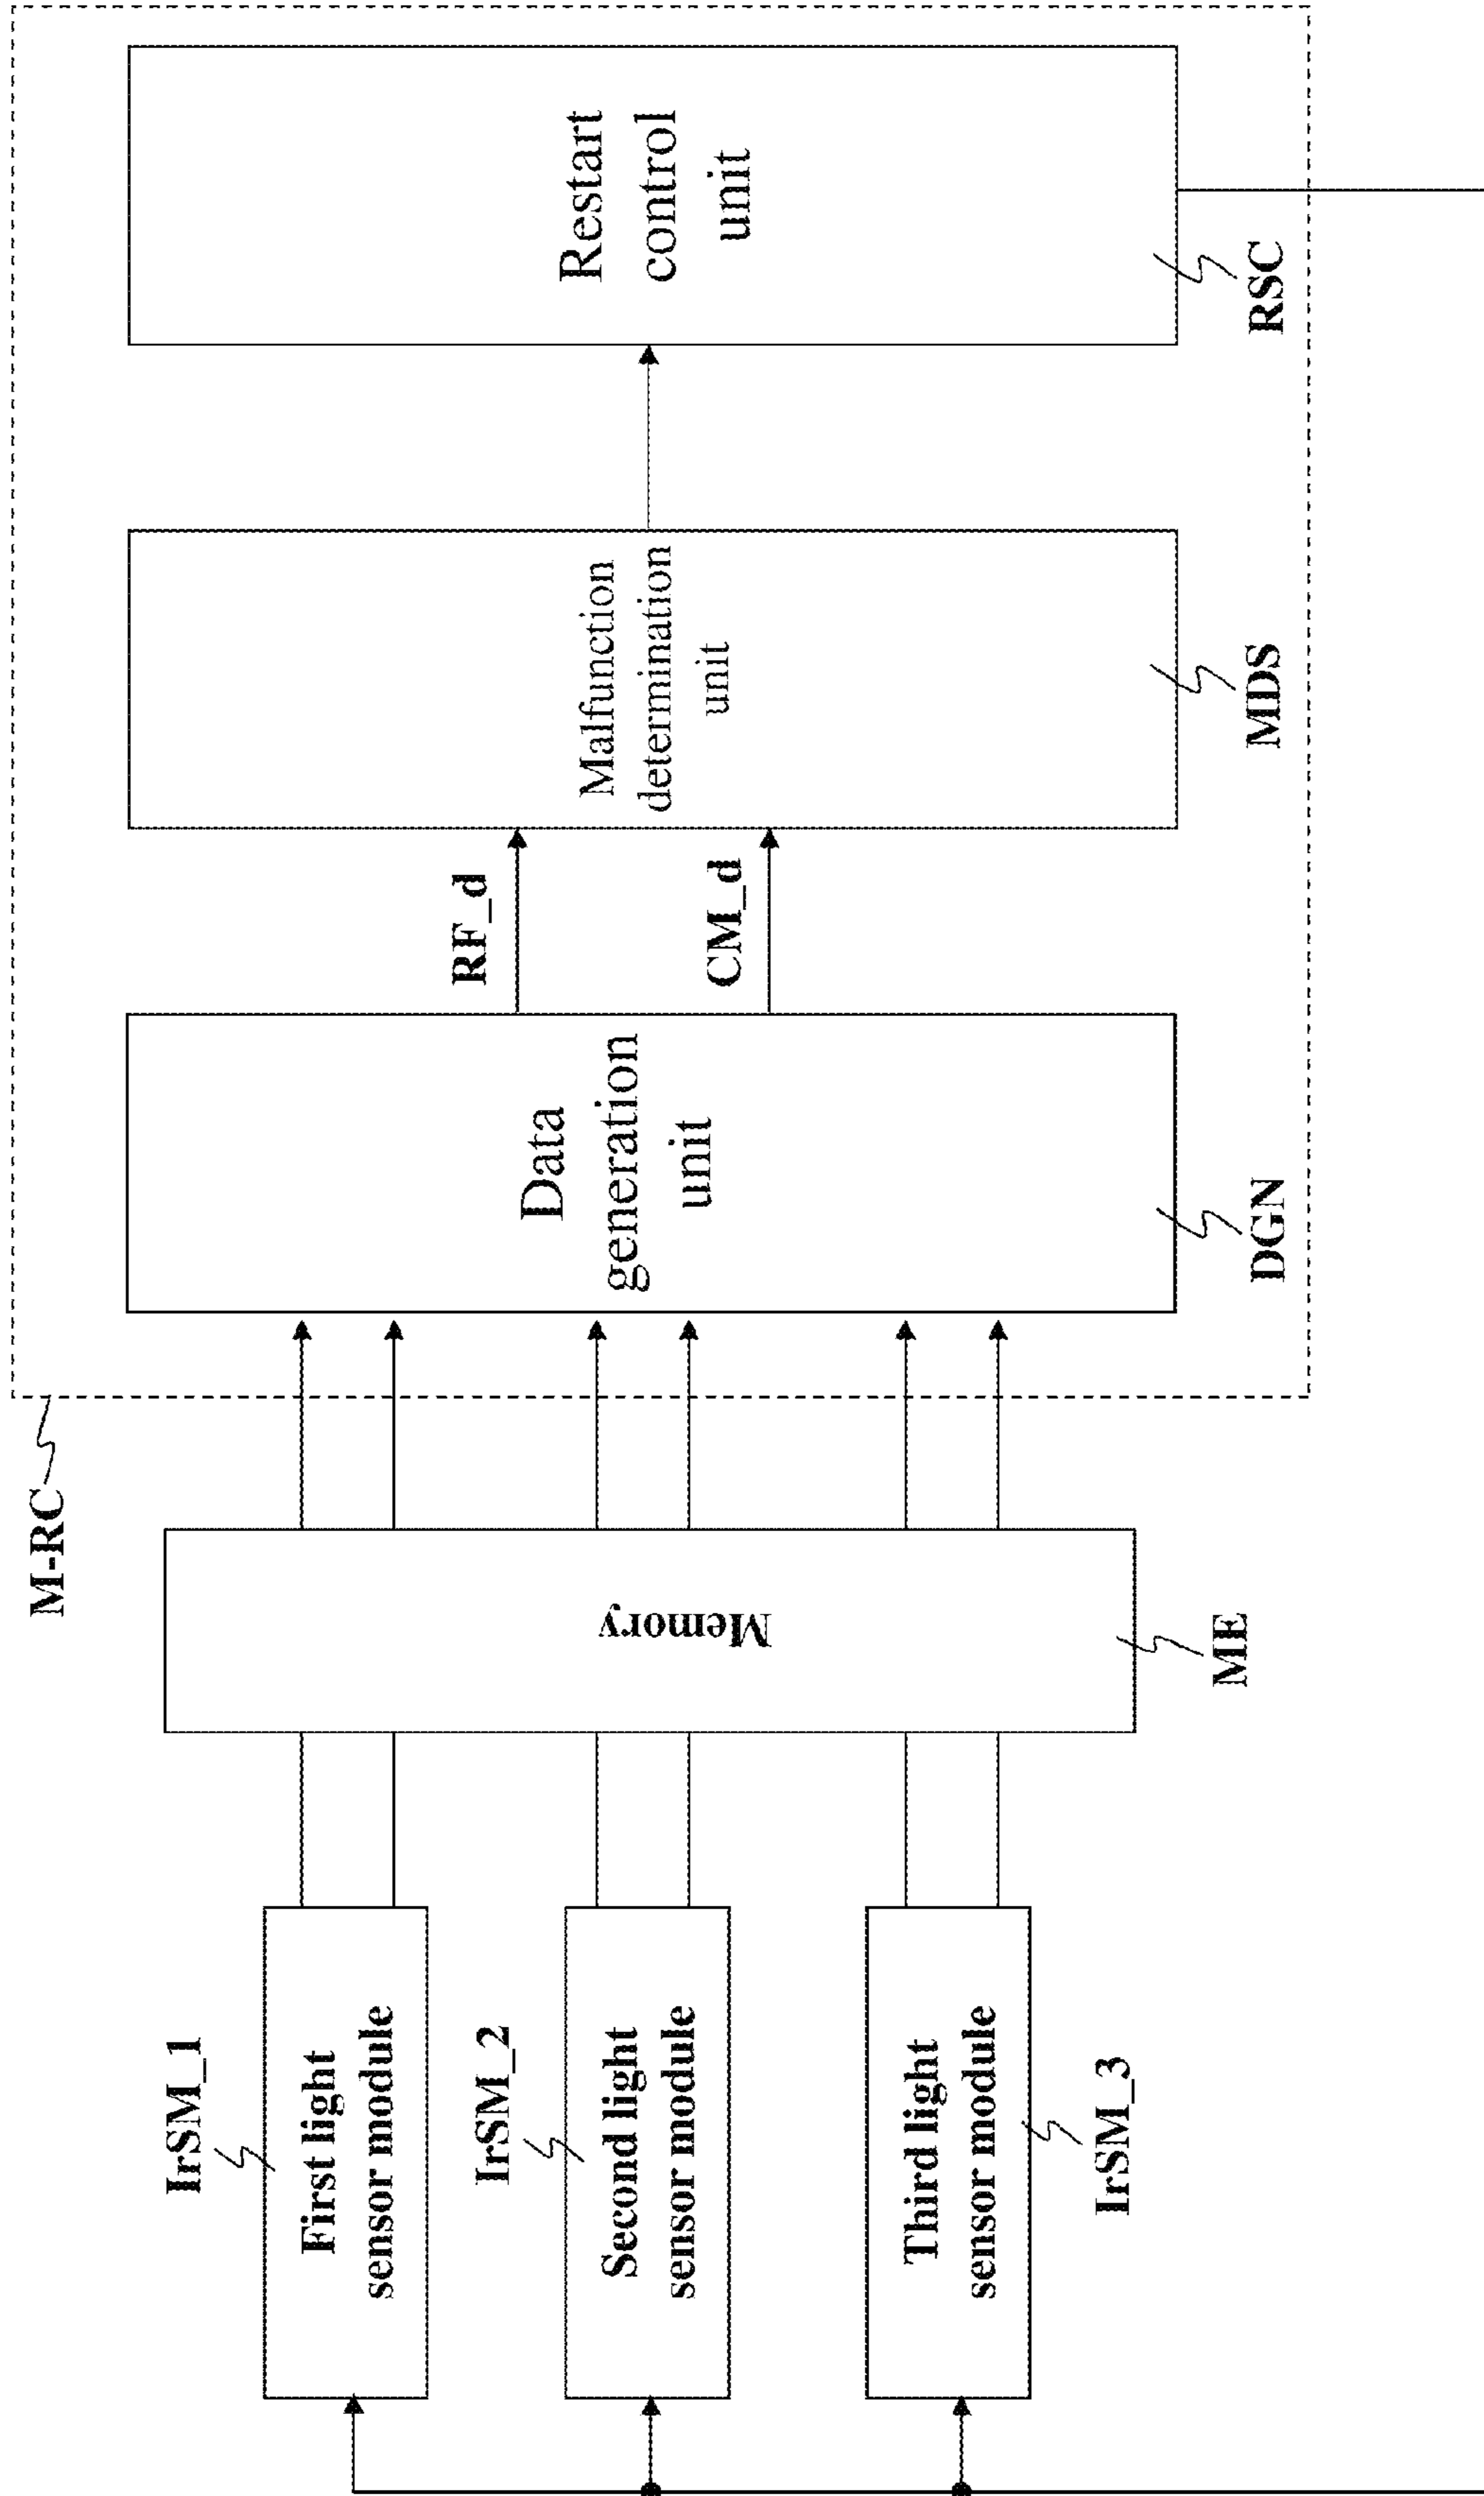 IrSM_1
First light
sensor module
IrSM_2
Second light
sensor module
Third light
sensor module
IrSM_3
Memory
ME
M-RC
Data
generation
unit
DGN
RF_d
CM_d
Malfunction
determination
unit
MDS
Restart
control
unit
RSC